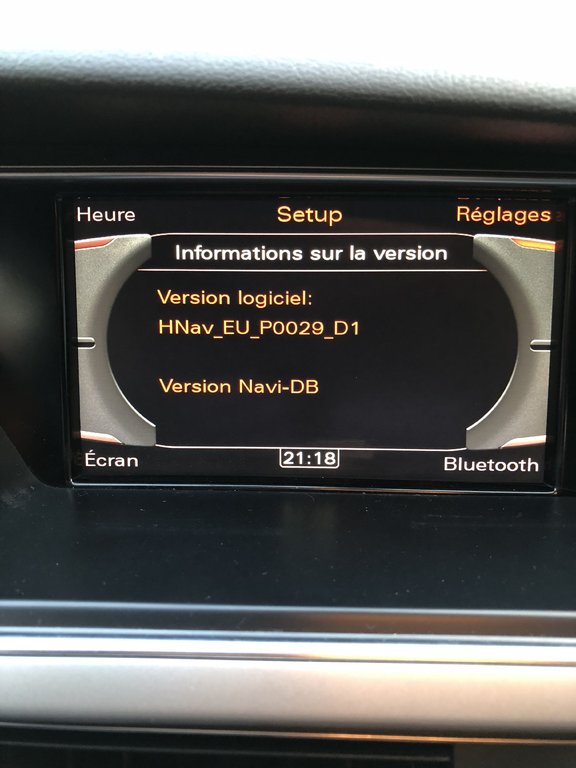 Heure Setup Réglages
Informations sur la version
Version logiciel:
HNav_EU_P0029_D1
Version Navi-DB
Écran 21:18 Bluetooth